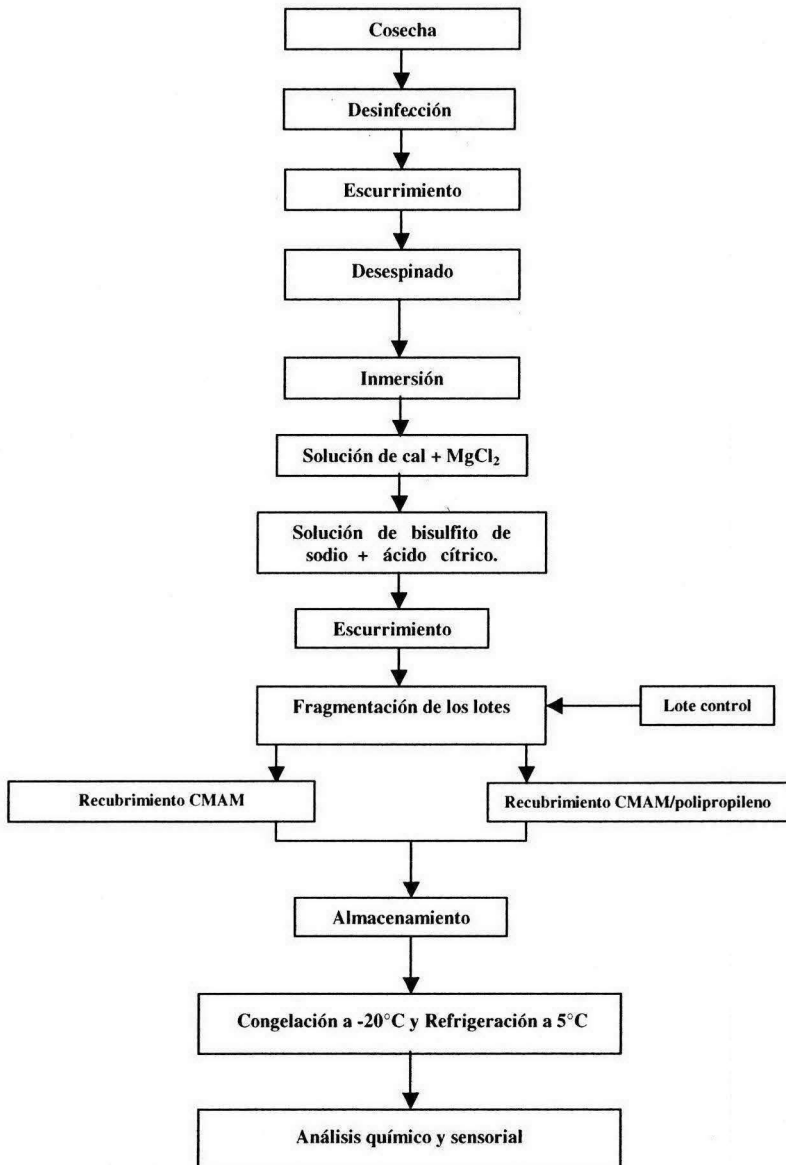 Cosecha
Desinfección
Escurrimiento
Desespinado
Inmersión
Solución de cal + MgCl₂
Solución de bisulfito de
sodio + ácido cítrico.
Escurrimiento
Fragmentación de los lotes
Lote control
Recubrimiento CMAM
Recubrimiento CMAM/polipropileno
Almacenamiento
Congelación a -20°C y Refrigeración a 5°C
Análisis químico y sensorial